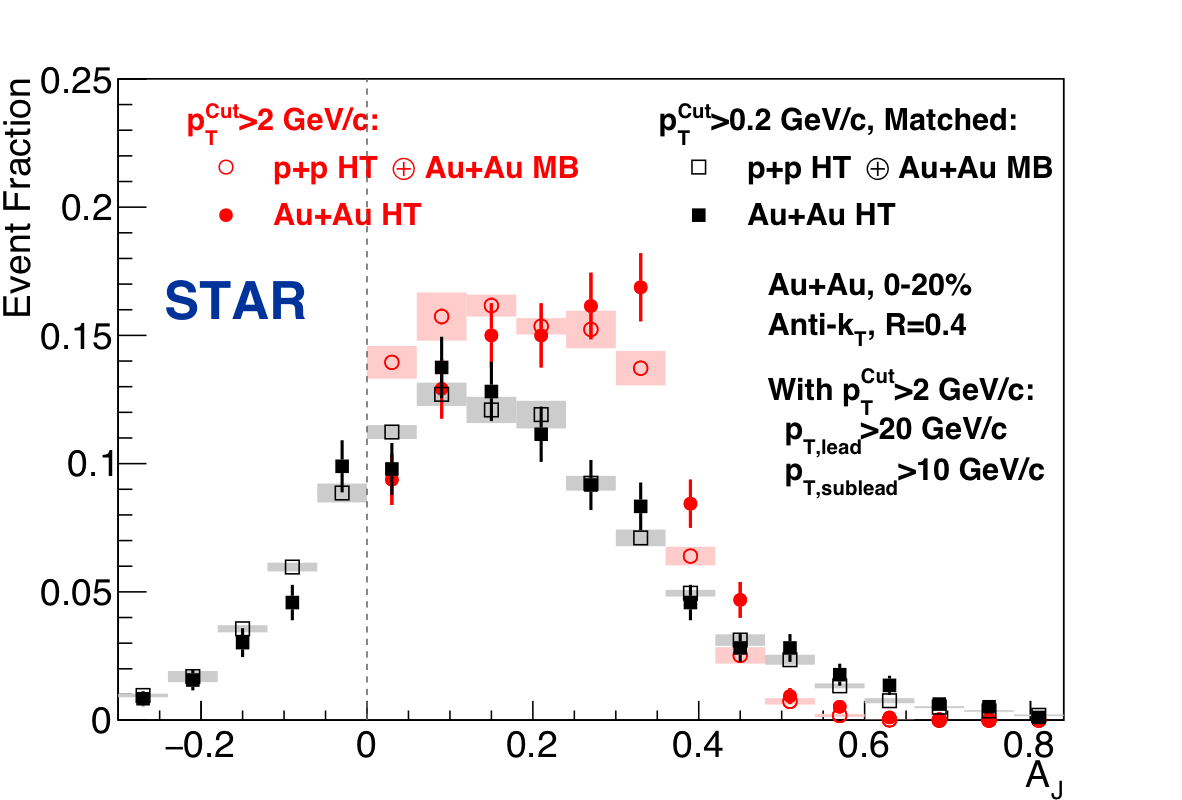 0.25
0.2
0.15
0.1
0.05
0
Event Fraction
p_T^Cut>2 GeV/c:
p+p HT ⊕ Au+Au MB
Au+Au HT
p_T^Cut>0.2 GeV/c, Matched:
p+p HT ⊕ Au+Au MB
Au+Au HT
STAR
Au+Au, 0-20%
Anti-k_T, R=0.4
With p_T^Cut>2 GeV/c:
p_T,lead>20 GeV/c
p_T,sublead>10 GeV/c
−0.2 0 0.2 0.4 0.6 0.8
A_J